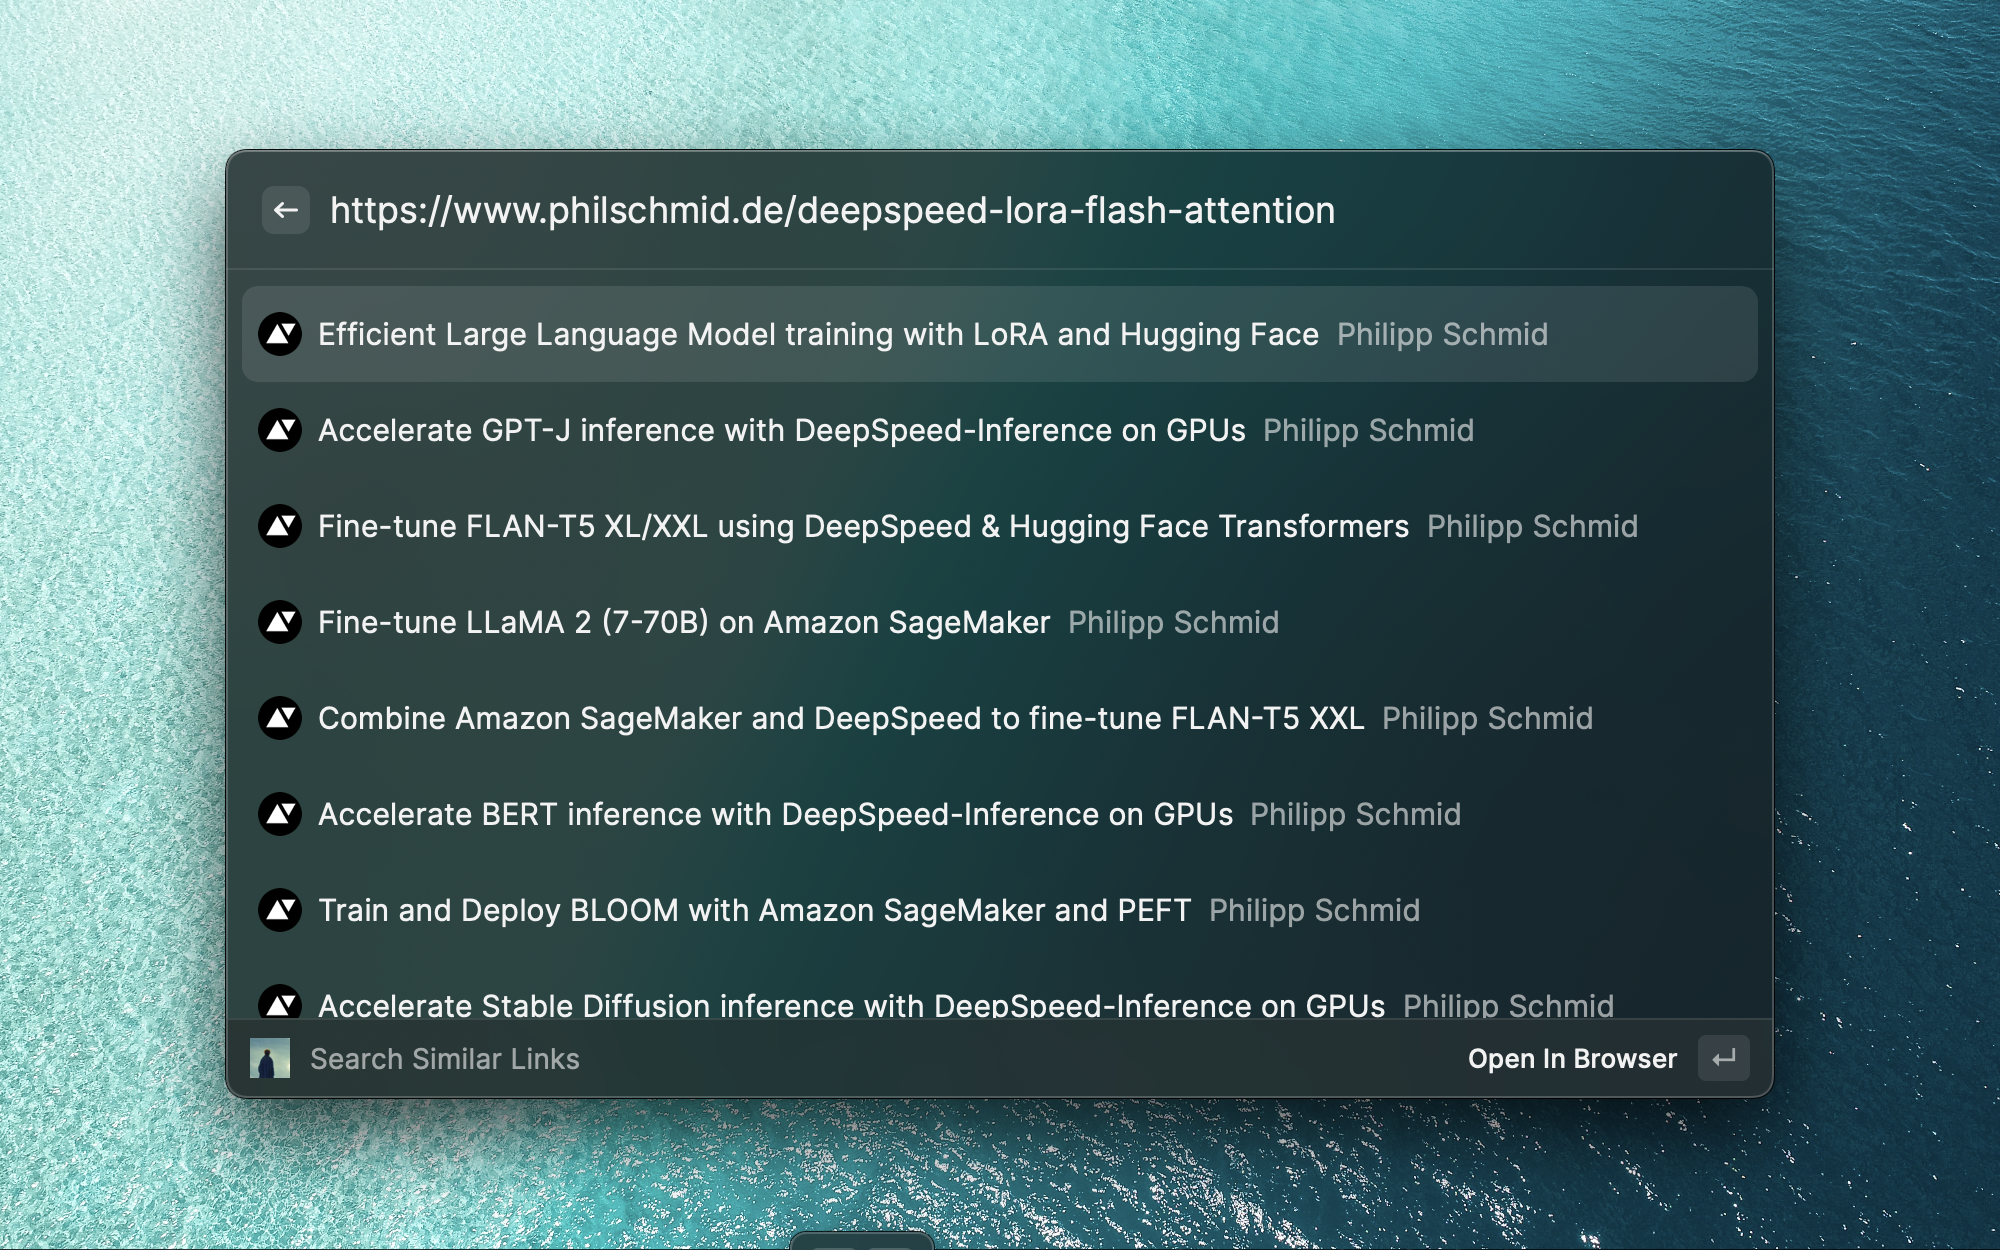 https://www.philschmid.de/deepspeed-lora-flash-attention
Efficient Large Language Model training with LoRA and Hugging Face Philipp Schmid
Accelerate GPT-J inference with DeepSpeed-Inference on GPUs Philipp Schmid
Fine-tune FLAN-T5 XL/XXL using DeepSpeed & Hugging Face Transformers Philipp Schmid
Fine-tune LLaMA 2 (7-70B) on Amazon SageMaker Philipp Schmid
Combine Amazon SageMaker and DeepSpeed to fine-tune FLAN-T5 XXL Philipp Schmid
Accelerate BERT inference with DeepSpeed-Inference on GPUs Philipp Schmid
Train and Deploy BLOOM with Amazon SageMaker and PEFT Philipp Schmid
Accelerate Stable Diffusion inference with DeepSpeed-Inference on GPUs Philipp Schmid
Search Similar Links Open In Browser